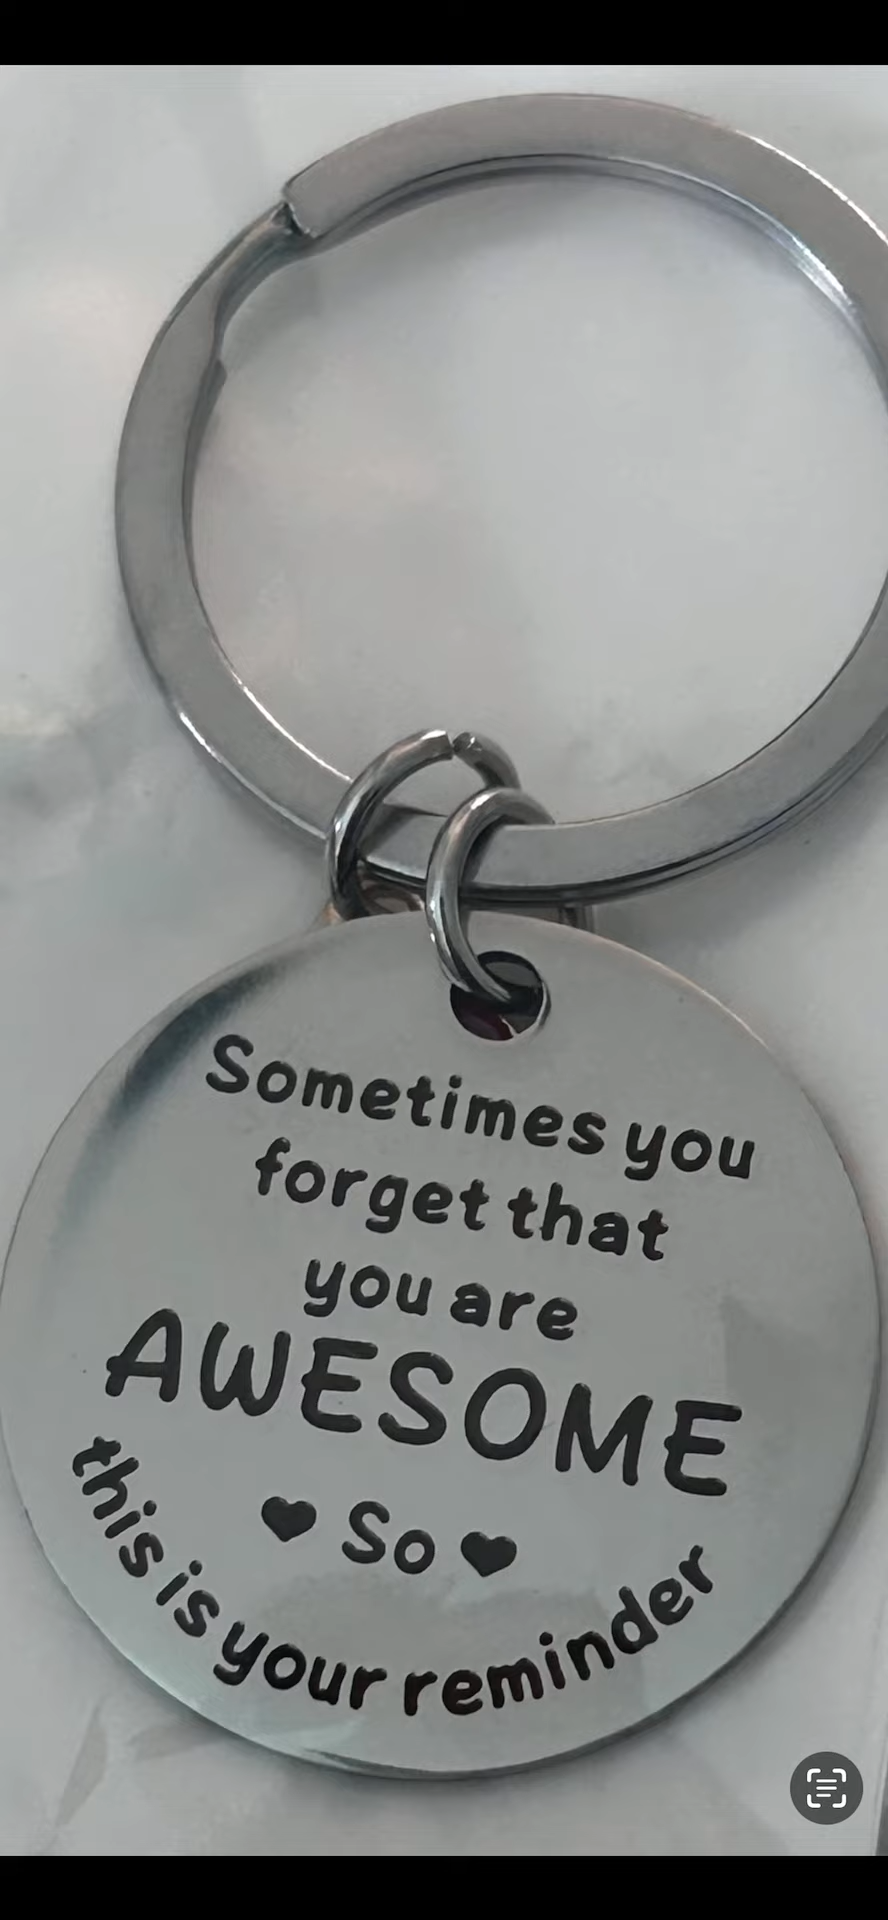 Sometimes you
forget that
you are
AWESOME
♥ So ♥
this is your reminder